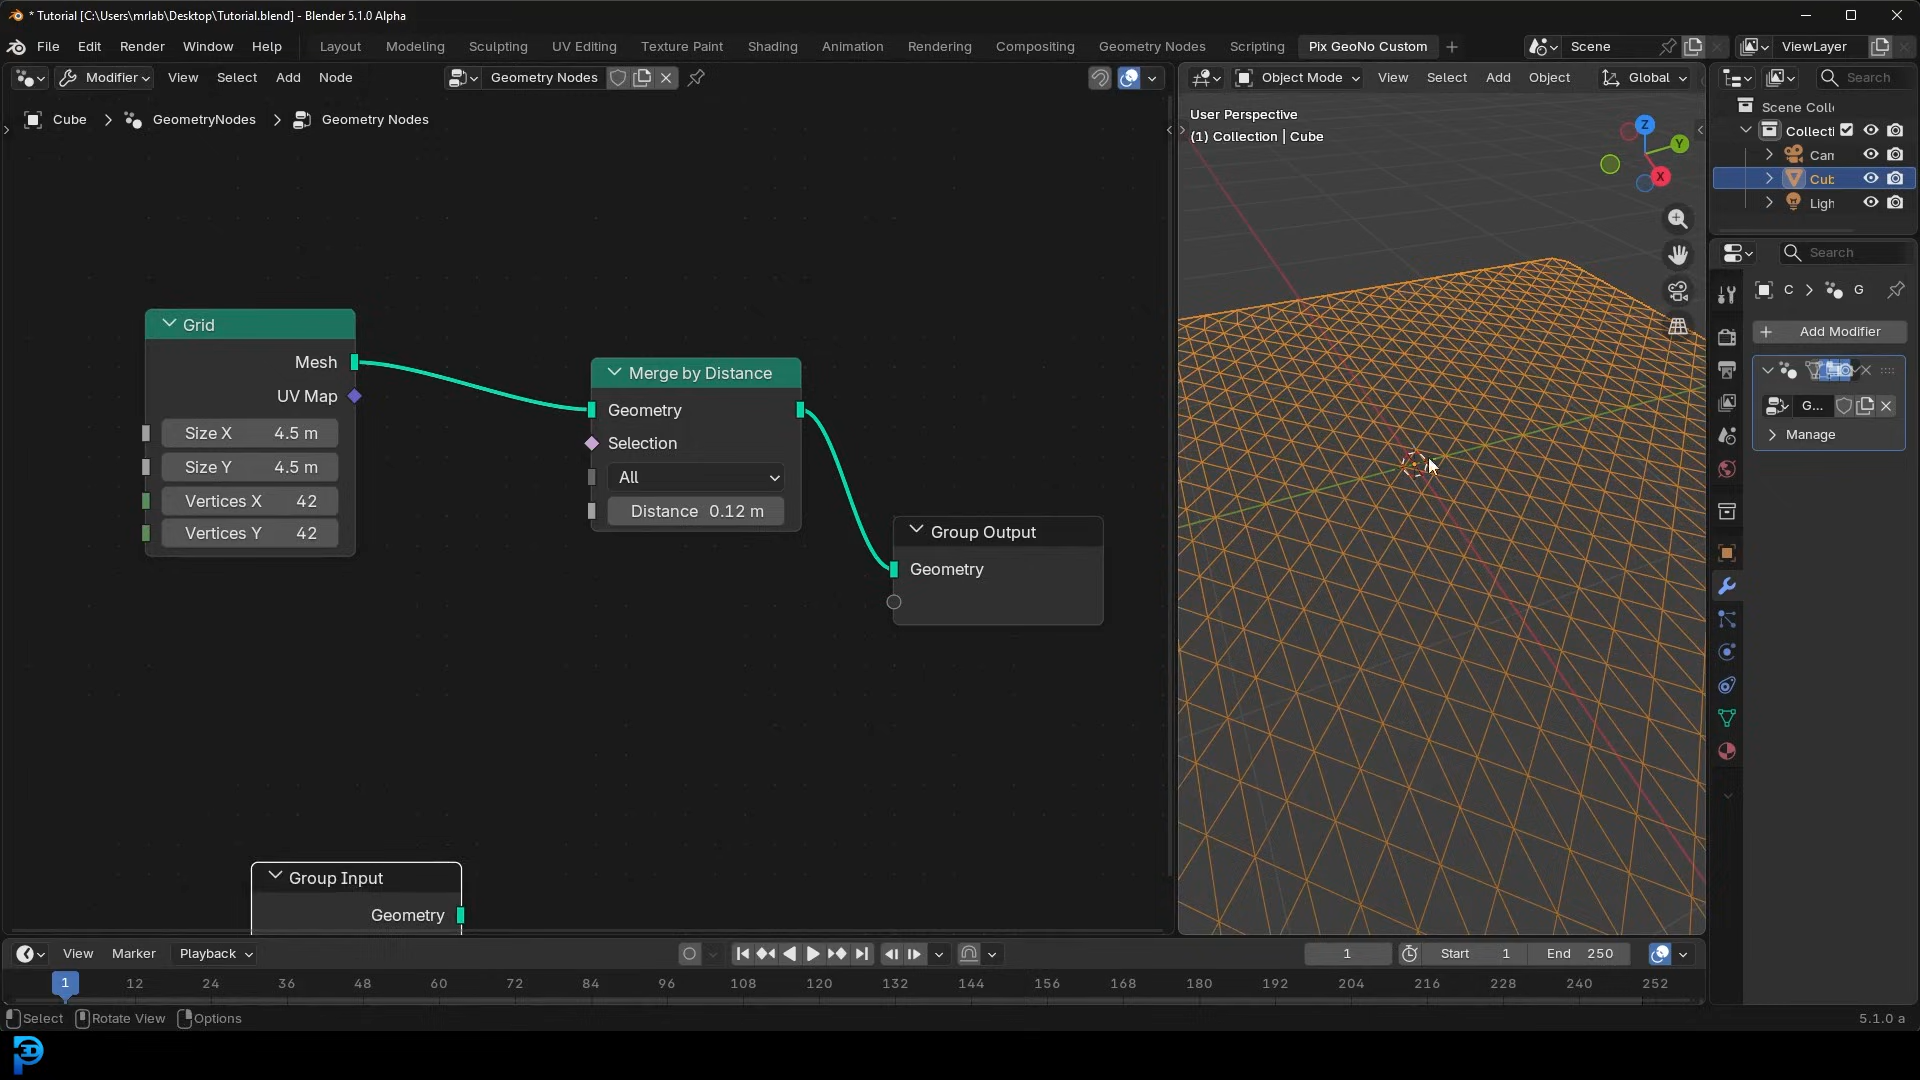 * Tutorial [C:\Users\mrlab\Desktop\Tutorial.blend] - Blender 5.1.0 Alpha
File Edit Render Window Help Layout Modeling Sculpting UV Editing Texture Paint Shading Animation Rendering Compositing Geometry Nodes Scripting Pix GeoNo Custom Scene ViewLayer
Modifier View Select Add Node Geometry Nodes
Object Mode View Select Add Object Global
Search
Cube GeometryNodes Geometry Nodes
User Perspective
(1) Collection | Cube
Z
Y
X
Scene Coll
Collecti
Can
Cub
Ligh
Search
C G
Add Modifier
G...
Manage
Grid
Mesh
UV Map
Size X 4.5 m
Size Y 4.5 m
Vertices X 42
Vertices Y 42
Merge by Distance
Geometry
Selection
All
Distance 0.12 m
Group Output
Geometry
Group Input
Geometry
View Marker Playback 1 Start 1 End 250
1 12 24 36 48 60 72 84 96 108 120 132 144 156 168 180 192 204 216 228 240 252
Select Rotate View Options 5.1.0 a